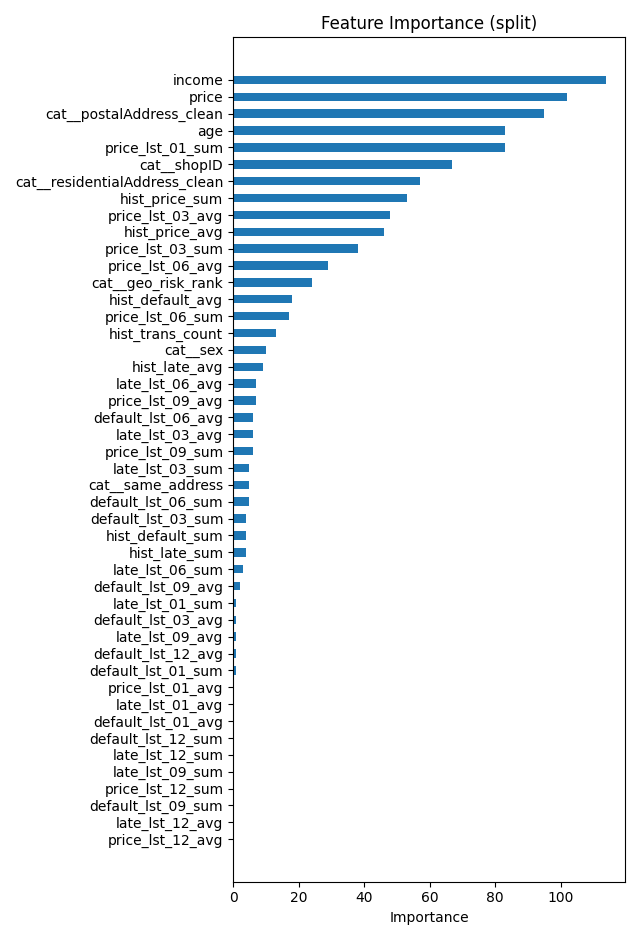 Feature Importance (split)
income
price
cat__postalAddress_clean
age
price_lst_01_sum
cat__shopID
cat__residentialAddress_clean
hist_price_sum
price_lst_03_avg
hist_price_avg
price_lst_03_sum
price_lst_06_avg
cat__geo_risk_rank
hist_default_avg
price_lst_06_sum
hist_trans_count
cat__sex
hist_late_avg
late_lst_06_avg
price_lst_09_avg
default_lst_06_avg
late_lst_03_avg
price_lst_09_sum
late_lst_03_sum
cat__same_address
default_lst_06_sum
default_lst_03_sum
hist_default_sum
hist_late_sum
late_lst_06_sum
default_lst_09_avg
late_lst_01_sum
default_lst_03_avg
late_lst_09_avg
default_lst_12_avg
default_lst_01_sum
price_lst_01_avg
late_lst_01_avg
default_lst_01_avg
default_lst_12_sum
late_lst_12_sum
late_lst_09_sum
price_lst_12_sum
default_lst_09_sum
late_lst_12_avg
price_lst_12_avg
0 20 40 60 80 100
Importance